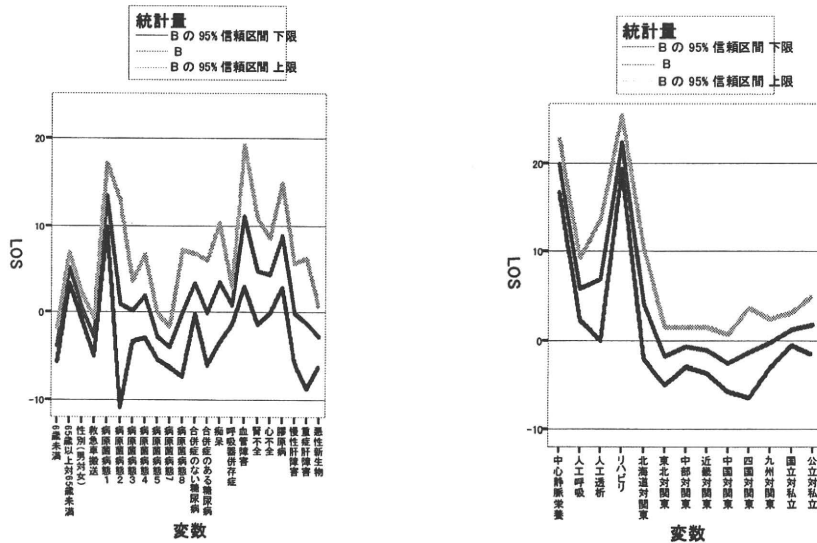 統計量
B の 95% 信頼区間 下限
B
B の 95% 信頼区間 上限
20
10
0
-10
LOS
6歳未満
65歳以上対65歳未満
性別(男対女)
救急車搬送
病原菌病態1
病原菌病態2
病原菌病態3
病原菌病態4
病原菌病態5
病原菌病態7
病原菌病態8
合併症のない糖尿病
合併症のある糖尿病
痴呆
呼吸器併存症
血管障害
腎不全
心不全
膠原病
慢性肝障害
重症肝障害
悪性新生物
変数
統計量
B の 95% 信頼区間 下限
B
B の 95% 信頼区間 上限
20
10
0
-10
LOS
中心静脈栄養
人工呼吸
人工透析
リハビリ
北海道対関東
東北対関東
中部対関東
近畿対関東
中国対関東
四国対関東
九州対関東
国立対私立
公立対私立
変数